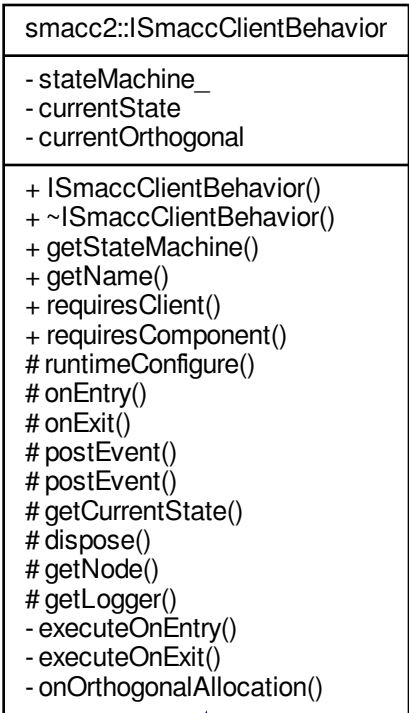 smacc2::ISmaccClientBehavior
- stateMachine_
- currentState
- currentOrthogonal
+ ISmaccClientBehavior()
+ ~ISmaccClientBehavior()
+ getStateMachine()
+ getName()
+ requiresClient()
+ requiresComponent()
# runtimeConfigure()
# onEntry()
# onExit()
# postEvent()
# postEvent()
# getCurrentState()
# dispose()
# getNode()
# getLogger()
- executeOnEntry()
- executeOnExit()
- onOrthogonalAllocation()